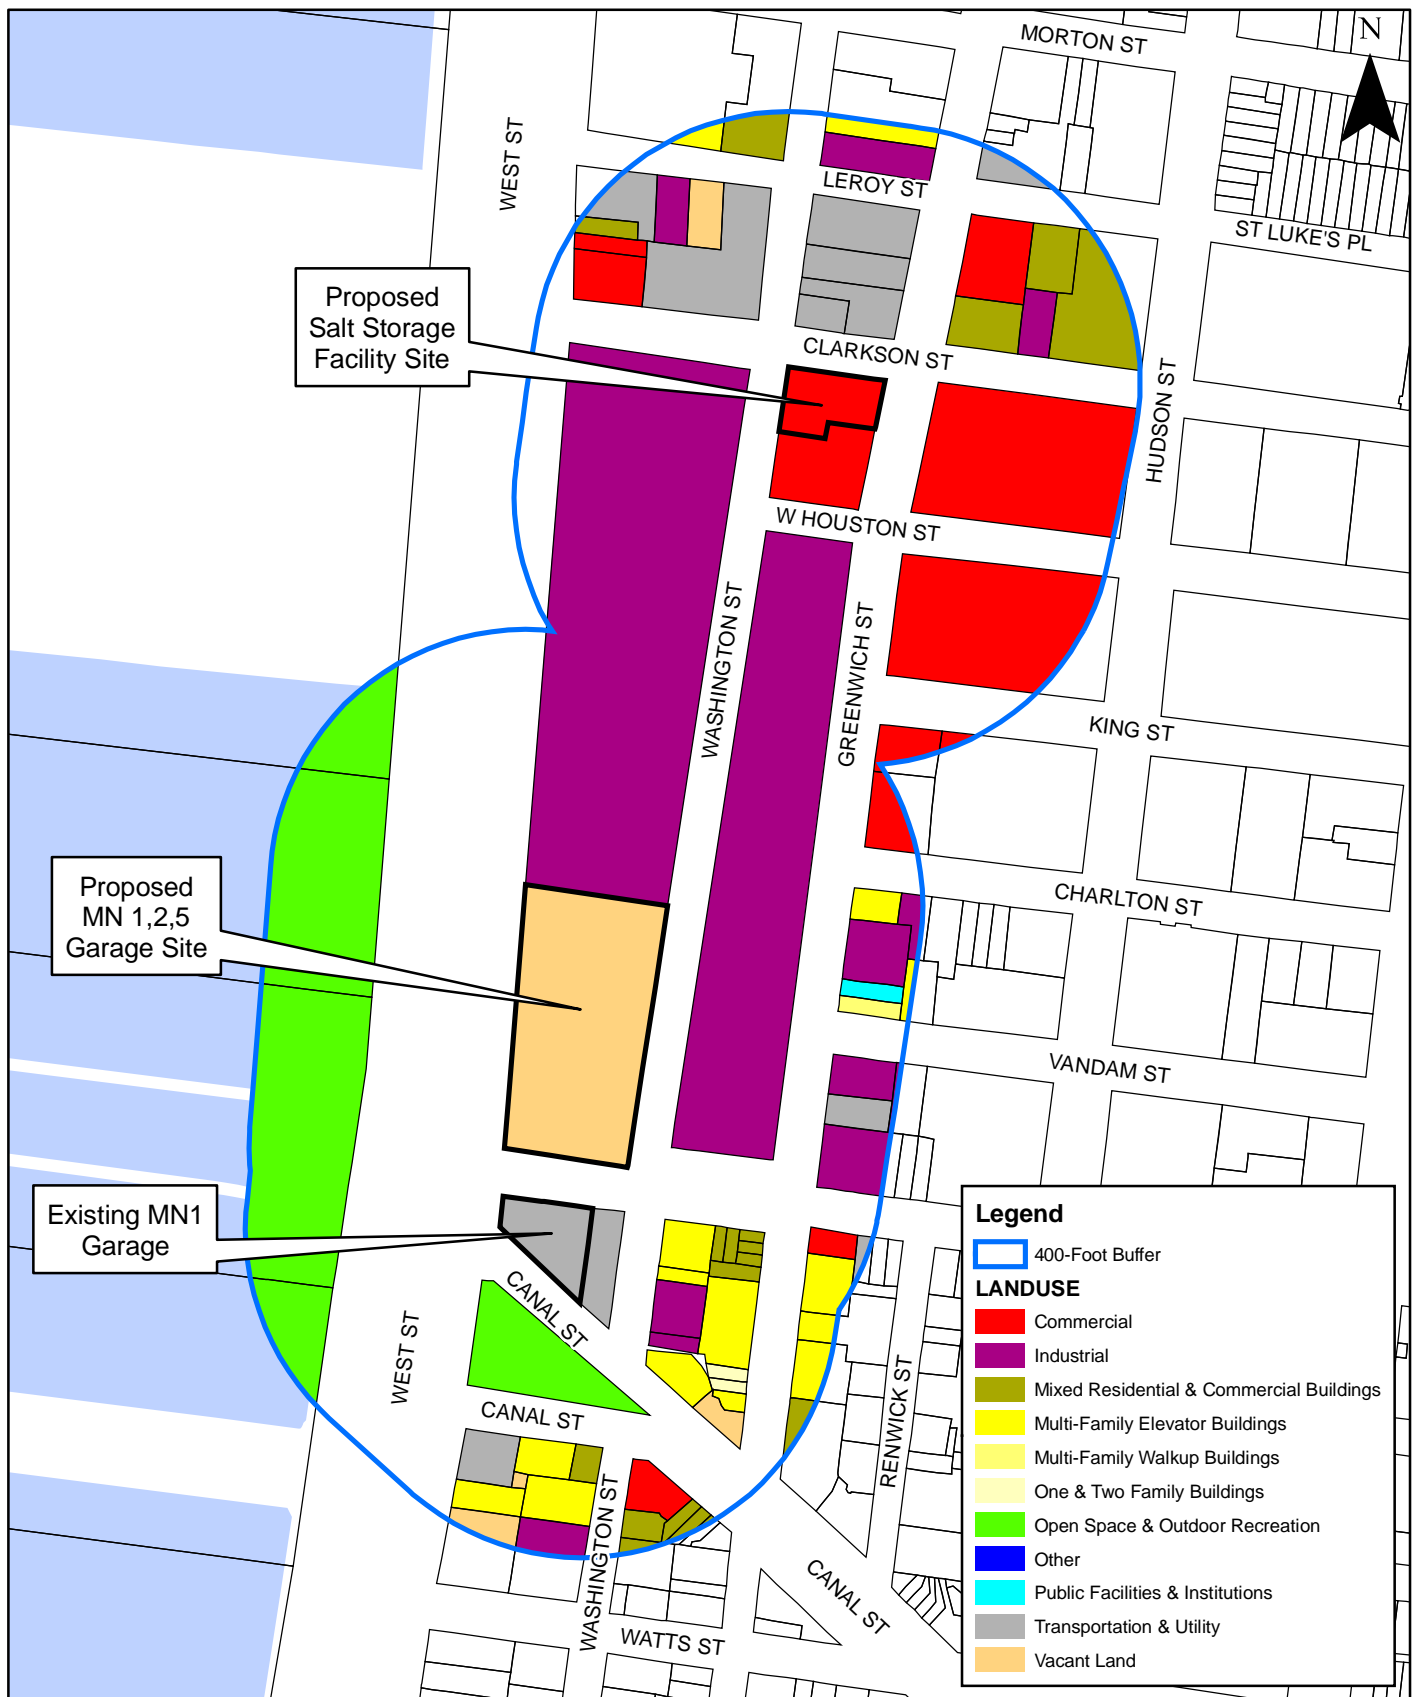 MORTON ST
N
WEST ST
LEROY ST
ST LUKE'S PL
Proposed
Salt Storage
Facility Site
CLARKSON ST
HUDSON ST
W HOUSTON ST
WASHINGTON ST
GREENWICH ST
KING ST
Proposed
MN 1,2,5
Garage Site
CHARLTON ST
VANDAM ST
Existing MN1
Garage
CANAL ST
WEST ST
CANAL ST
RENWICK ST
WASHINGTON ST
CANAL ST
WATTS ST
Legend
400-Foot Buffer
LANDUSE
Commercial
Industrial
Mixed Residential & Commercial Buildings
Multi-Family Elevator Buildings
Multi-Family Walkup Buildings
One & Two Family Buildings
Open Space & Outdoor Recreation
Other
Public Facilities & Institutions
Transportation & Utility
Vacant Land